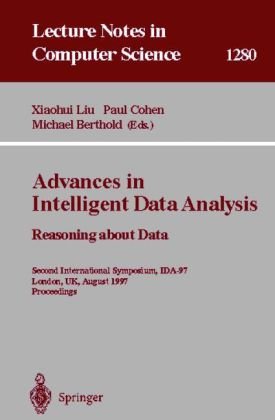 Lecture Notes in
Computer Science 1280
Xiaohui Liu Paul Cohen
Michael Berthold (Eds.)
Advances in
Intelligent Data Analysis
Reasoning about Data
Second International Symposium, IDA-97
London, UK, August 1997
Proceedings
Springer